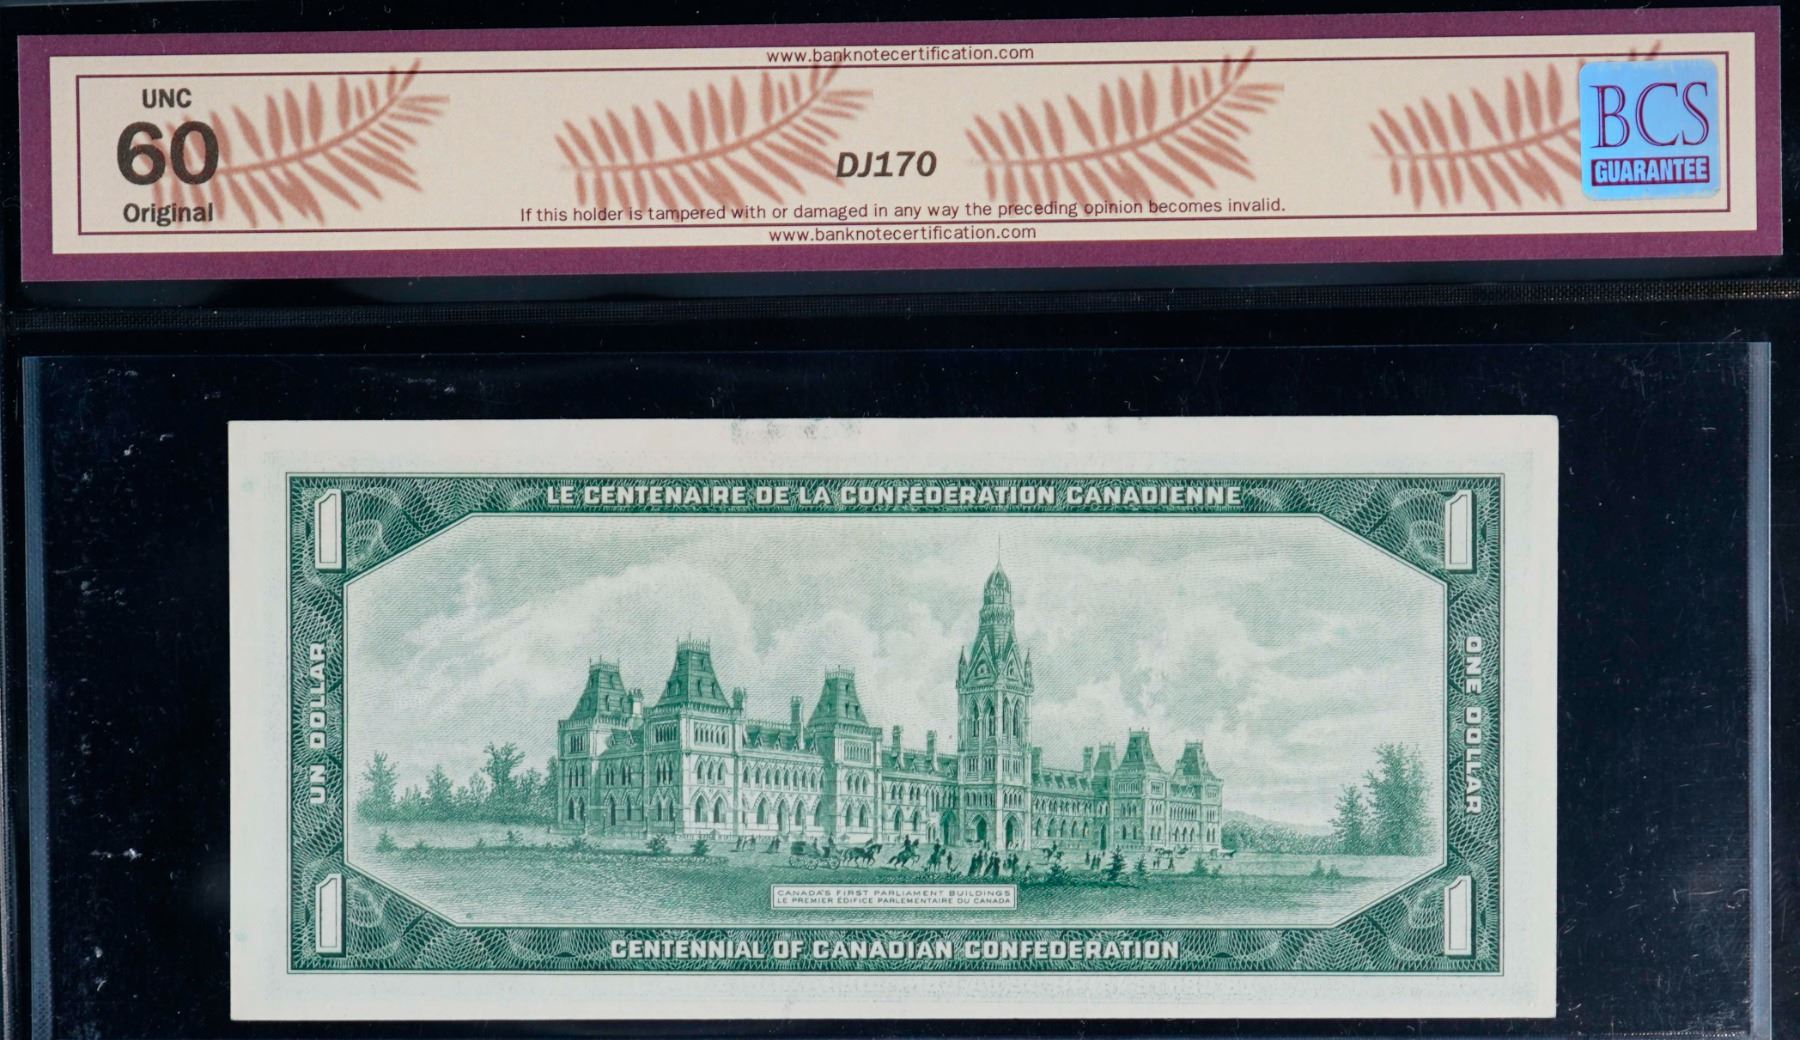 www.banknotecertification.com
UNC
60
Original
DJ170
BCS
GUARANTEE
If this holder is tampered with or damaged in any way the preceding opinion becomes invalid.
www.banknotecertification.com
1
LE CENTENAIRE DE LA CONFÉDÉRATION CANADIENNE
1
UN DOLLAR
ONE DOLLAR
CANADA'S FIRST PARLIAMENT BUILDINGS
LE PREMIER ÉDIFICE PARLEMENTAIRE DU CANADA
1
CENTENNIAL OF CANADIAN CONFEDERATION
1